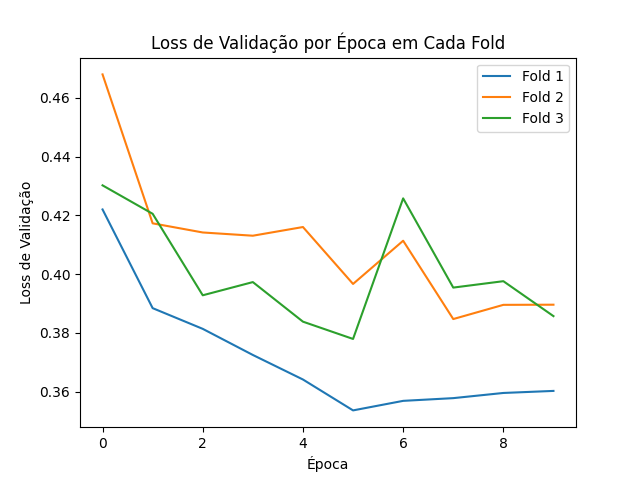 Loss de Validação por Época em Cada Fold
Fold 1
Fold 2
Fold 3
Loss de Validação
0.46
0.44
0.42
0.40
0.38
0.36
0
2
4
6
8
Época